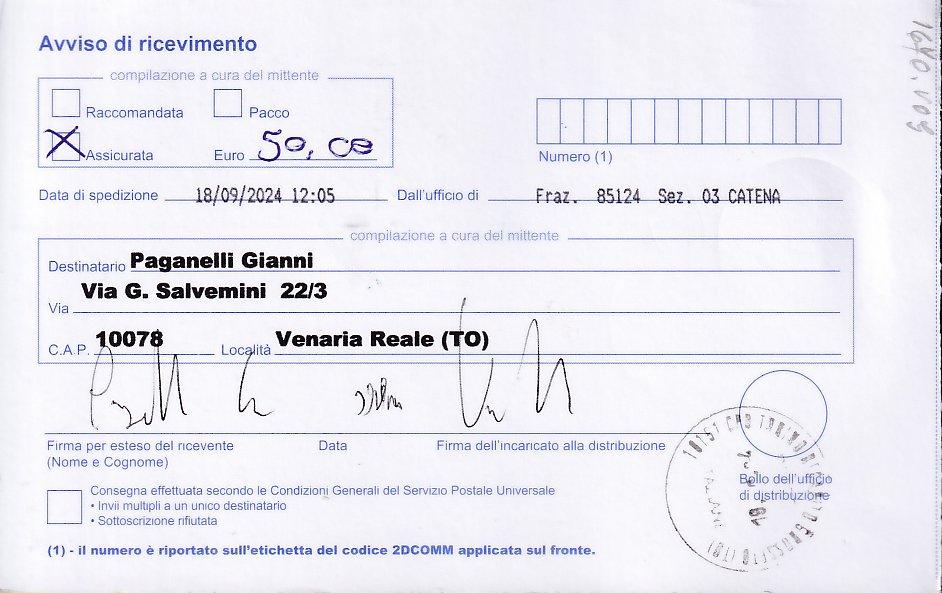 Avviso di ricevimento
compilazione a cura del mittente
Raccomandata Pacco
Assicurata Euro 50,00
Numero (1)
Data di spedizione 18/09/2024 12:05 Dall'ufficio di Fraz. 85124 Sez. 03 CATENA
compilazione a cura del mittente
Destinatario Paganelli Gianni
Via G. Salvemini 22/3
Via
C.A.P. 10078 Località Venaria Reale (TO)
Firma per esteso del ricevente Data Firma dell'incaricato alla distribuzione
(Nome e Cognome)
Bollo dell'ufficio
di distribuzione
Consegna effettuata secondo le Condizioni Generali del Servizio Postale Universale
• Invii multipli a un unico destinatario
• Sottoscrizione rifiutata
(1) - il numero è riportato sull'etichetta del codice 2DCOMM applicata sul fronte.